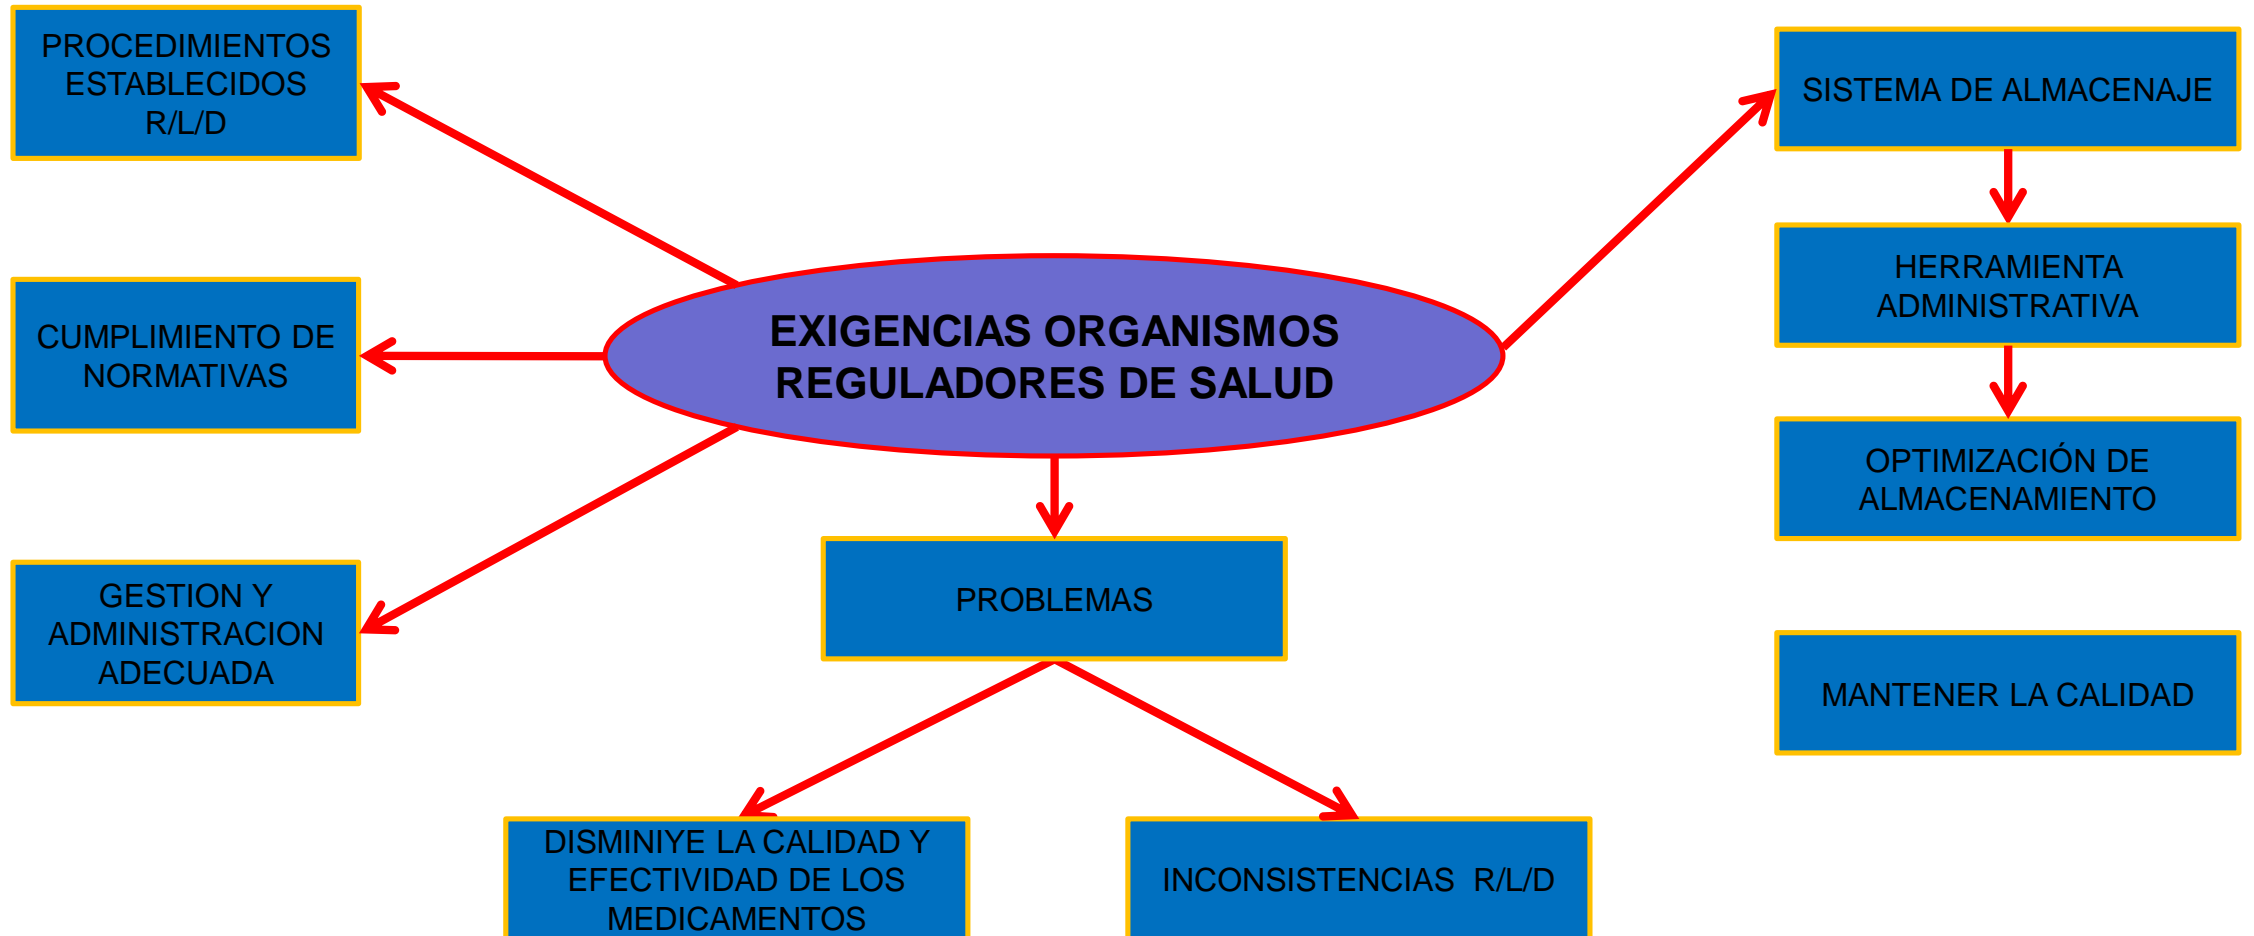 PROCEDIMIENTOS
ESTABLECIDOS
R/L/D
SISTEMA DE ALMACENAJE
HERRAMIENTA
ADMINISTRATIVA
EXIGENCIAS ORGANISMOS
REGULADORES DE SALUD
CUMPLIMIENTO DE
NORMATIVAS
OPTIMIZACIÓN DE
ALMACENAMIENTO
GESTION Y
ADMINISTRACION
ADECUADA
PROBLEMAS
MANTENER LA CALIDAD
DISMINIYE LA CALIDAD Y
EFECTIVIDAD DE LOS
MEDICAMENTOS
INCONSISTENCIAS R/L/D